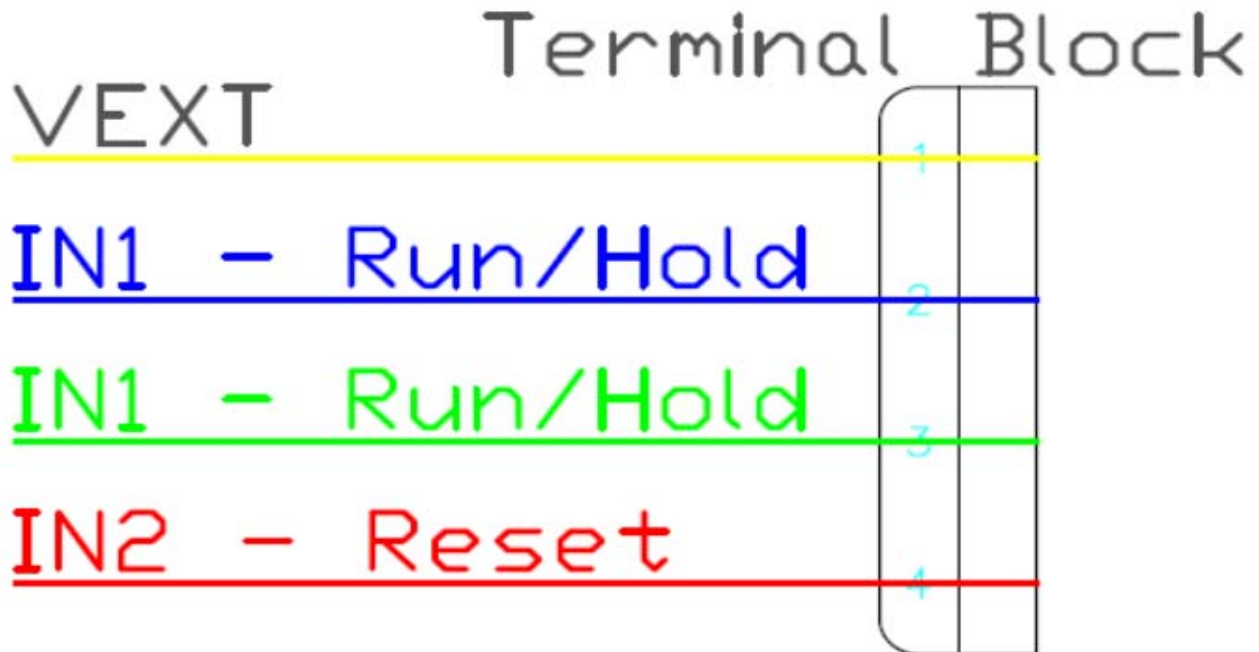 Terminal Block
VEXT
1
IN1 - Run/Hold
2
IN1 - Run/Hold
3
IN2 - Reset
4